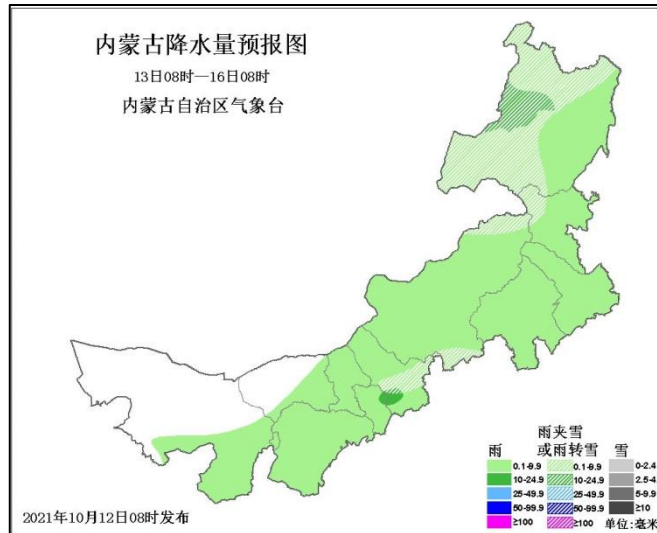 内蒙古降水量预报图
13日08时—16日08时
内蒙古自治区气象台
雨
雨夹雪
或雨转雪
雪
0.1-9.9
0.1-9.9
0-2.4
10-24.9
10-24.9
2.5-4.
25-49.9
25-49.9
5-9.9
50-99.9
50-99.9
≥10
≥100
≥100
单位:毫米
2021年10月12日08时发布